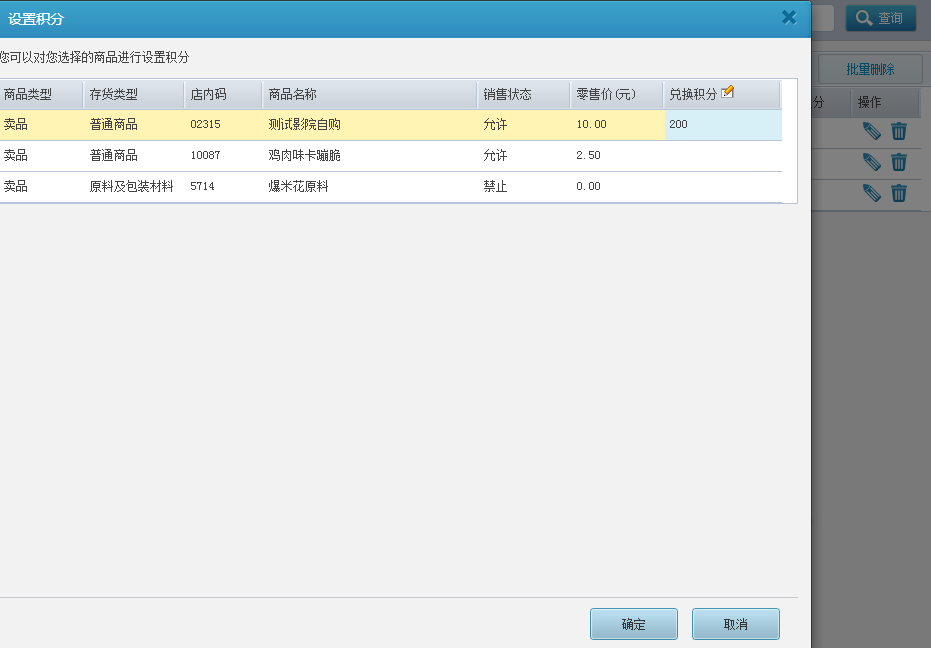 设置积分
查询
您可以对您选择的商品进行设置积分
批量删除
商品类型 存货类型 店内码 商品名称 销售状态 零售价(元) 兑换积分
分 操作
卖品 普通商品 02315 测试影院自购 允许 10.00 200
卖品 普通商品 10087 鸡肉味卡蹦脆 允许 2.50
卖品 原料及包装材料 5714 爆米花原料 禁止 0.00
确定 取消